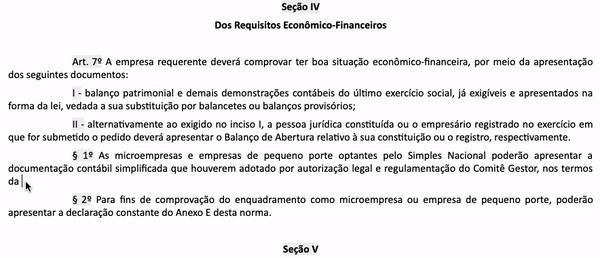 Seção IV
Dos Requisitos Econômico-Financeiros
Art. 7º A empresa requerente deverá comprovar ter boa situação econômico-financeira, por meio da apresentação
dos seguintes documentos:
I - balanço patrimonial e demais demonstrações contábeis do último exercício social, já exigíveis e apresentados na
forma da lei, vedada a sua substituição por balancetes ou balanços provisórios;
II - alternativamente ao exigido no inciso I, a pessoa jurídica constituída ou o empresário registrado no exercício em
que for submetido o pedido deverá apresentar o Balanço de Abertura relativo à sua constituição ou o registro, respectivamente.
§ 1º As microempresas e empresas de pequeno porte optantes pelo Simples Nacional poderão apresentar a
documentação contábil simplificada que houverem adotado por autorização legal e regulamentação do Comitê Gestor, nos termos
da
§ 2º Para fins de comprovação do enquadramento como microempresa ou empresa de pequeno porte, poderão
apresentar a declaração constante do Anexo E desta norma.
Seção V